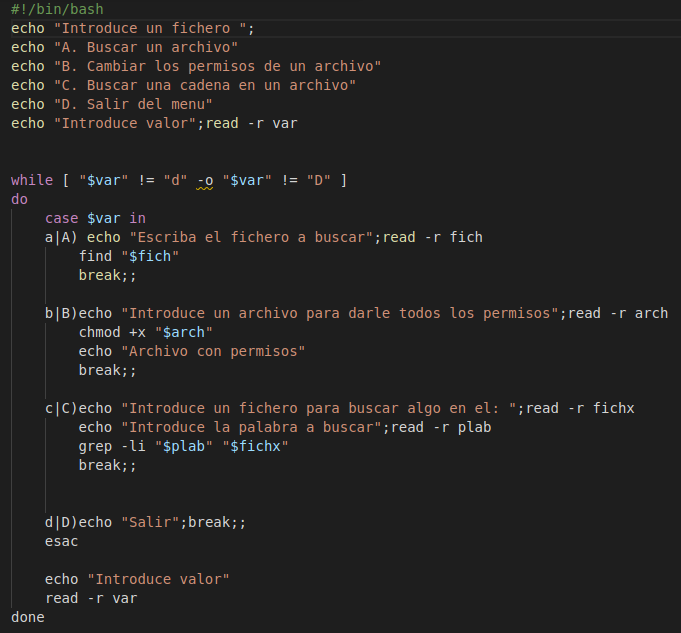 #!/bin/bash
echo "Introduce un fichero ";
echo "A. Buscar un archivo"
echo "B. Cambiar los permisos de un archivo"
echo "C. Buscar una cadena en un archivo"
echo "D. Salir del menu"
echo "Introduce valor";read -r var
while [ "$var" != "d" -o "$var" != "D" ]
do
case $var in
a|A) echo "Escriba el fichero a buscar";read -r fich
find "$fich"
break;;
b|B)echo "Introduce un archivo para darle todos los permisos";read -r arch
chmod +x "$arch"
echo "Archivo con permisos"
break;;
c|C)echo "Introduce un fichero para buscar algo en el: ";read -r fichx
echo "Introduce la palabra a buscar";read -r plab
grep -li "$plab" "$fichx"
break;;
d|D)echo "Salir";break;;
esac
echo "Introduce valor"
read -r var
done